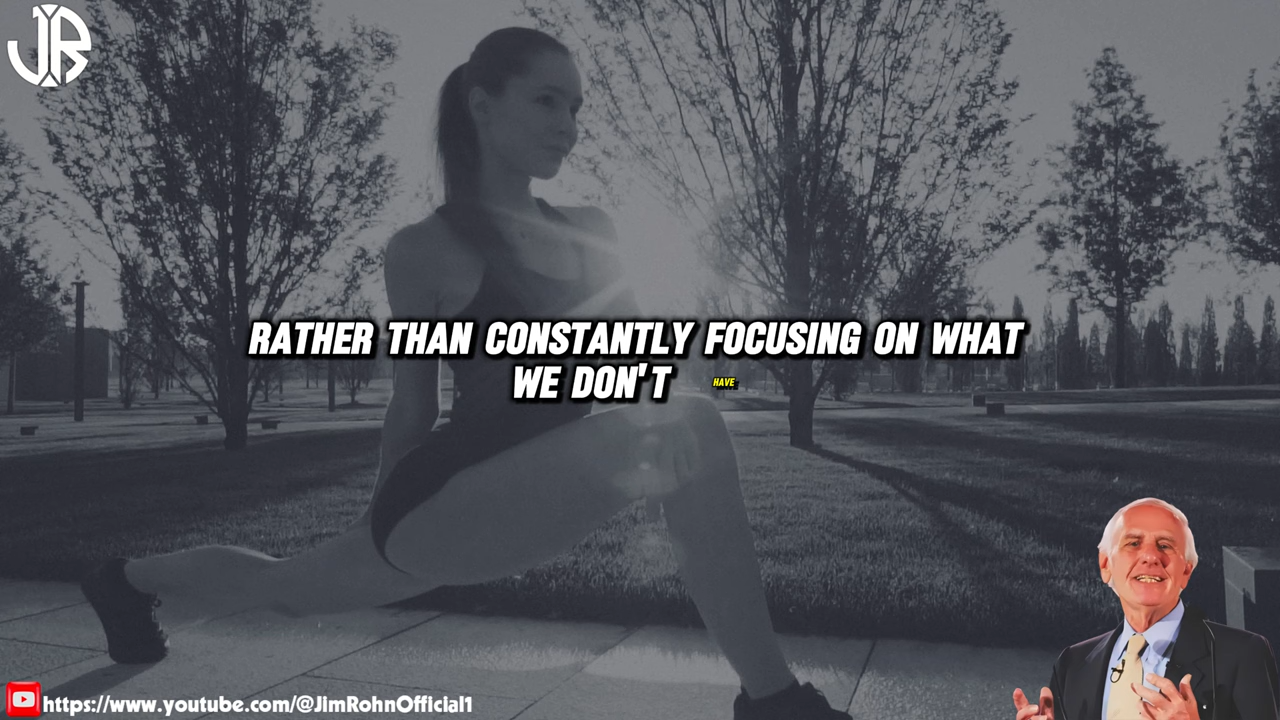 JR
RATHER THAN CONSTANTLY FOCUSING ON WHAT
WE DON'T HAVE
https://www.youtube.com/@JimRohnOfficial1